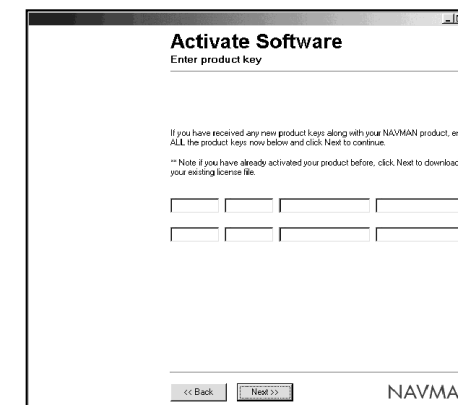 Activate Software
Enter product key
If you have received any new product keys along with your NAVMAN product,
ALL the product keys now below and click Next to continue.
** Note if you have already activated your product before, click Next to download
your existing license file.
<< Back
Next >>